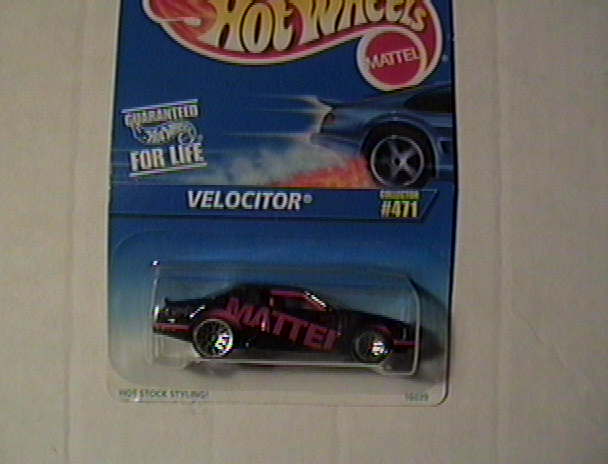 HOT WHEELS
MATTEL
®
GUARANTEED
FOR LIFE
VELOCITOR®
COLLECTOR
#471
MATTEL
HOT STOCK STYLING!